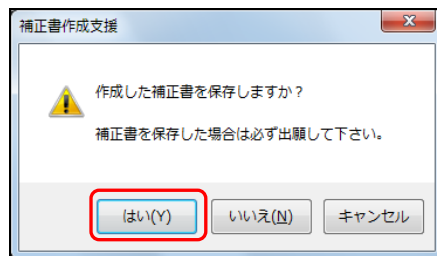 補正書作成支援
作成した補正書を保存しますか？
補正書を保存した場合は必ず出願して下さい。
はい(Y)
いいえ(N)
キャンセル